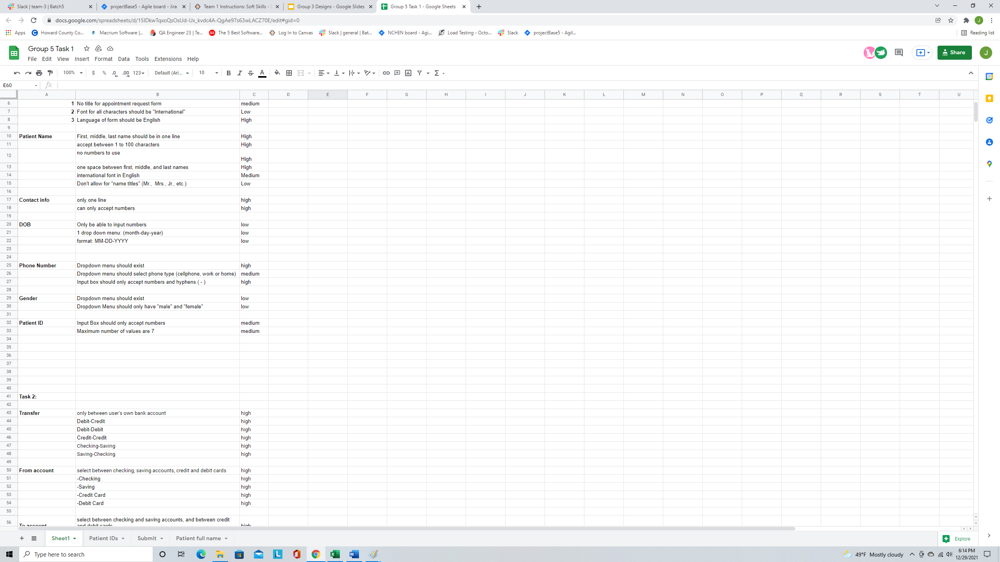 Slack | team-3 | Batch5
projectBase5 - Agile board - Jira
Team 1 Instructions: Soft Skills -
Group 3 Designs - Google Slides
Group 5 Task 1 - Google Sheets
docs.google.com/spreadsheets/d/15IDkwTqxoQsOsUd-Ux_kvdc4A-QgAe97s63wLACZ70E/edit#gid=0
J
Apps
Howard County Co...
Macrium Software |...
QA Engineer 23 | Te...
BR
The 5 Best Software...
Log In to Canvas
Slack | general | Bat...
NCHEN board - Agi...
Load Testing - Octo...
Slack
projectBase5 - Agil...
Reading list
Group 5 Task 1
File Edit View Insert Format Data Tools Extensions Help
Share
J
100% $ % .0 .00 123 Default (Ari... 10 B I S A
31
E60 fx
A B C D E F G H I J K L M N O P Q R S T U
6 1 No title for appointment request form medium
7 2 Font for all characters should be "International" Low
8 3 Language of form should be English High
9
10 Patient Name First, middle, last name should be in one line High
11 accept between 1 to 100 characters High
12 no numbers to use High
13 one space between first, middle, and last names High
14 international font in English Medium
15 Don't allow for "name titles" (Mr., Mrs., Jr., etc.) Low
16
17 Contact info only one line high
18 can only accept numbers high
19
20 DOB Only be able to input numbers low
21 1 drop down menu: (month-day-year) low
22 format: MM-DD-YYYY low
23
24
25 Phone Number Dropdown menu should exist high
26 Dropdown menu should select phone type (cellphone, work or home) medium
27 Input box should only accept numbers and hyphens ( - ) high
28
29 Gender Dropdown menu should exist low
30 Dropdown Menu should only have "male" and "female" low
31
32 Patient ID Input Box should only accept numbers medium
33 Maximum number of values are 7 medium
34
35
36
37
38
39
40
41 Task 2:
42
43 Transfer only between user's own bank account high
44 Debit-Credit high
45 Debit-Debit high
46 Credit-Credit high
47 Checking-Saving high
48 Saving-Checking high
49
50 From account select between checking, saving accounts, credit and debit cards high
51 -Checking high
52 -Saving high
53 -Credit Card high
54 -Debit Card high
55
56 select between checking and saving accounts, and between credit
To account and debit cards high
Sheet1 Patient IDs Submit Patient full name
Explore
Type here to search
49°F Mostly cloudy
6:14 PM
12/29/2021